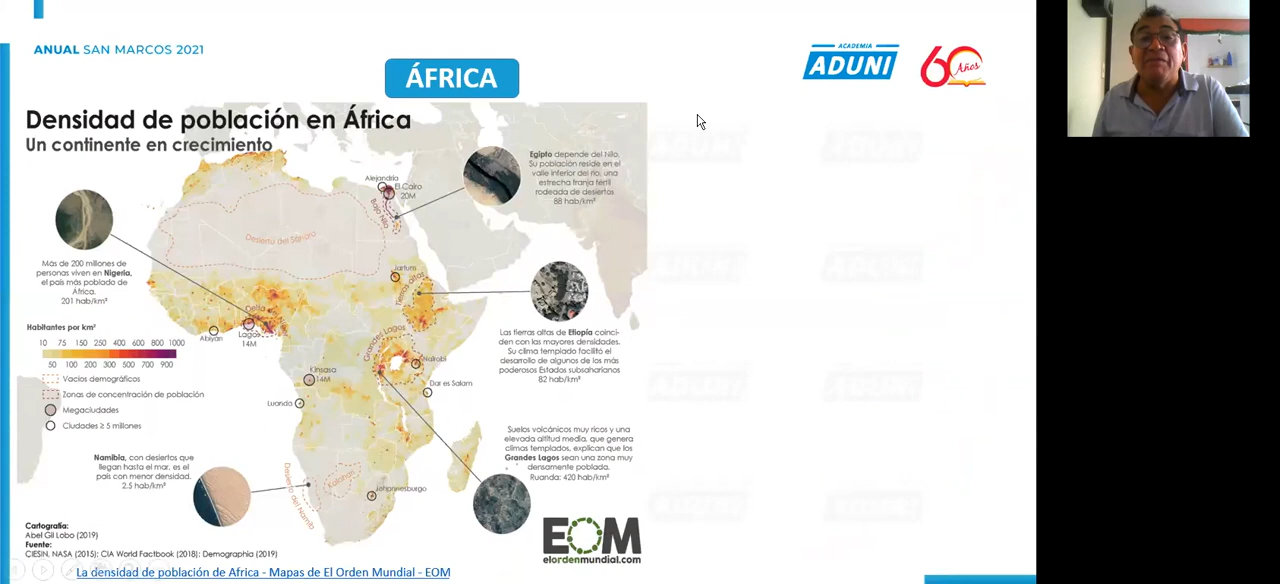 ANUAL SAN MARCOS 2021
ACADEMIA
ADUNI
60
Años
ÁFRICA
Densidad de población en África
Un continente en crecimiento
Alejandría
El Cairo
20M
Bajo Nilo
Egipto depende del Nilo.
Su población reside en el
valle inferior del río, una
estrecha franja fértil
rodeada de desiertos
88 hab/km²
Desierto del Sáhara
Más de 200 millones de
personas viven en Nigeria,
el país más poblado de
África.
201 hab/km²
Jartum
Tierras altas
Habitantes por km²
10 75 150 250 400 600 800 1000
50 100 200 300 500 700 900
Abiyán
Lagos
14M
Grandes Lagos
Nairobi
Kinsasa
14M
Dar es Salam
Luanda
Las tierras altas de Etiopía coinci-
den con las mayores densidades.
Su clima templado facilitó el
desarrollo de algunos de los más
poderosos Estados subsaharianos
82 hab/km²
Vacíos demográficos
Zonas de concentración de población
Megaciudades
Ciudades ≥ 5 millones
Suelos volcánicos muy ricos y una
elevada altitud media, que genera
climas templados, explican que los
Grandes Lagos sean una zona muy
densamente poblada.
Ruanda: 420 hab/km²
Namibia, con desiertos que
llegan hasta el mar, es el
país con menor densidad.
2.5 hab/km²
Desierto del Namib
Kalahari
Johannesburgo
Cartografía:
Abel Gil Lobo (2019)
Fuente:
CIESIN, NASA (2015); CIA World Factbook (2018); Demographia (2019)
EOM
elordenmundial.com
La densidad de población de Africa - Mapas de El Orden Mundial - EOM